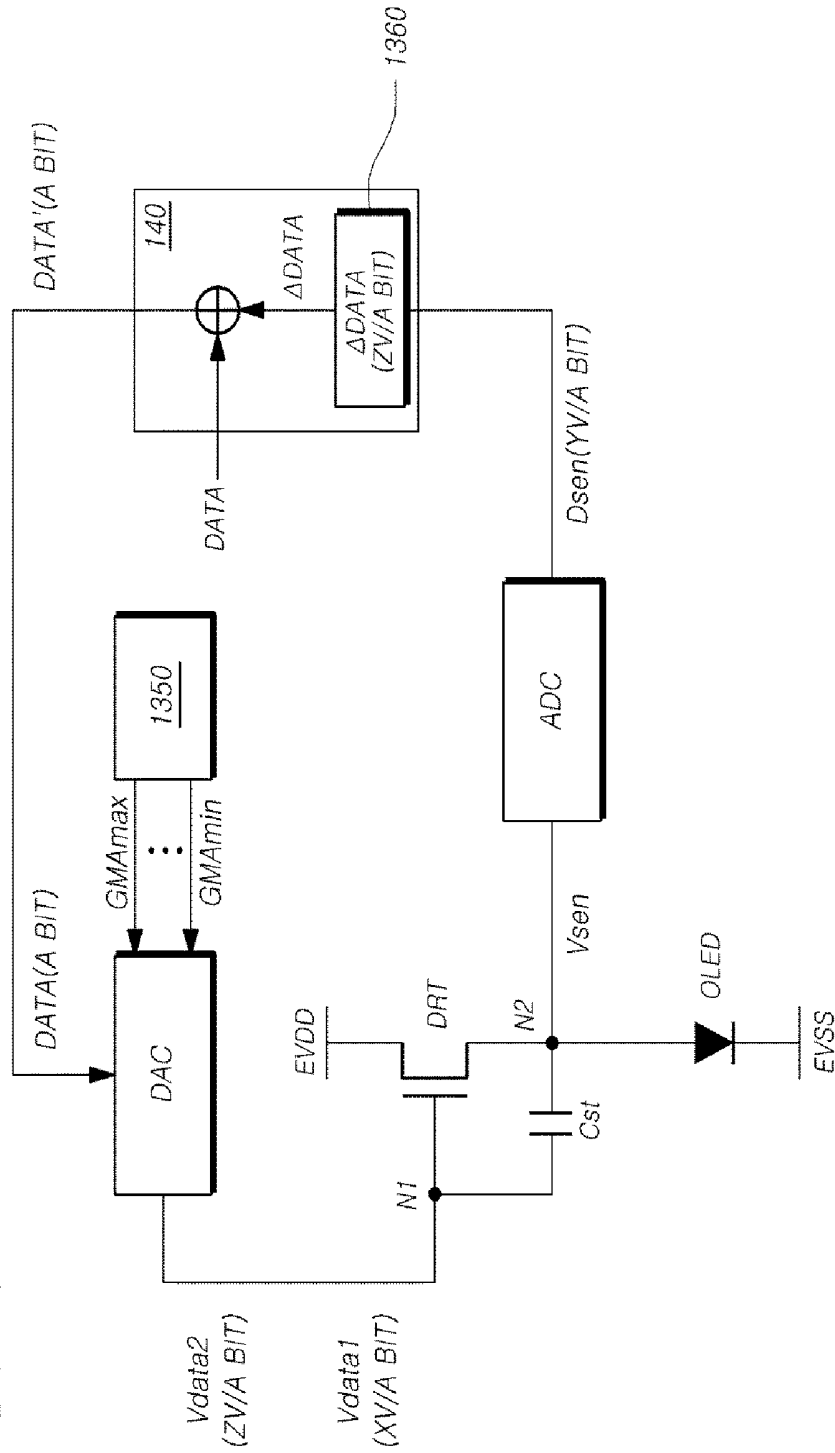 DATA'(A BIT)
1360
140
ΔDATA
ΔDATA
(ZV/A BIT)
DATA
Dsen(YV/A BIT)
1350
GMAmax
GMAmin
DATA(A BIT)
DAC
ADC
Vsen
EVDD
DRT
N2
OLED
EVSS
Cst
N1
Vdata2
(ZV/A BIT)
Vdata1
(XV/A BIT)